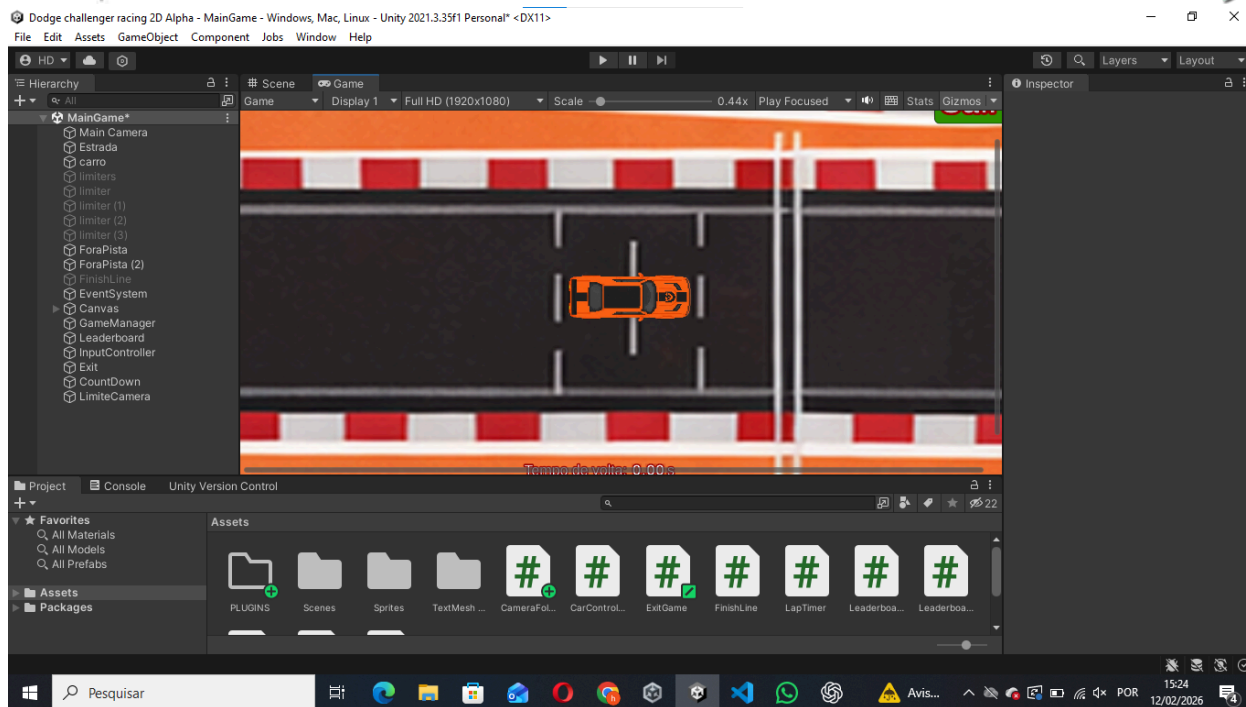 Dodge challenger racing 2D Alpha - MainGame - Windows, Mac, Linux - Unity 2021.3.35f1 Personal* <DX11>
File Edit Assets GameObject Component Jobs Window Help
HD Layers Layout
Hierarchy Scene Game Inspector
All Game Display 1 Full HD (1920x1080) Scale 0.44x Play Focused Stats Gizmos
MainGame*
Main Camera
Estrada
carro
limiters
limiter
limiter (1)
limiter (2)
limiter (3)
ForaPista
ForaPista (2)
FinishLine
EventSystem
Canvas
GameManager
Leaderboard
InputController
Exit
CountDown
LimiteCamera
Tempo de volta: 0.00 s
Project Console Unity Version Control
22
Favorites
All Materials
All Models
All Prefabs
Assets
Packages
Assets
PLUGINS Scenes Sprites TextMesh ... CameraFol... CarControl... ExitGame FinishLine LapTimer Leaderboa... Leaderboa...
Pesquisar
Avis... POR
15:24
12/02/2026
4